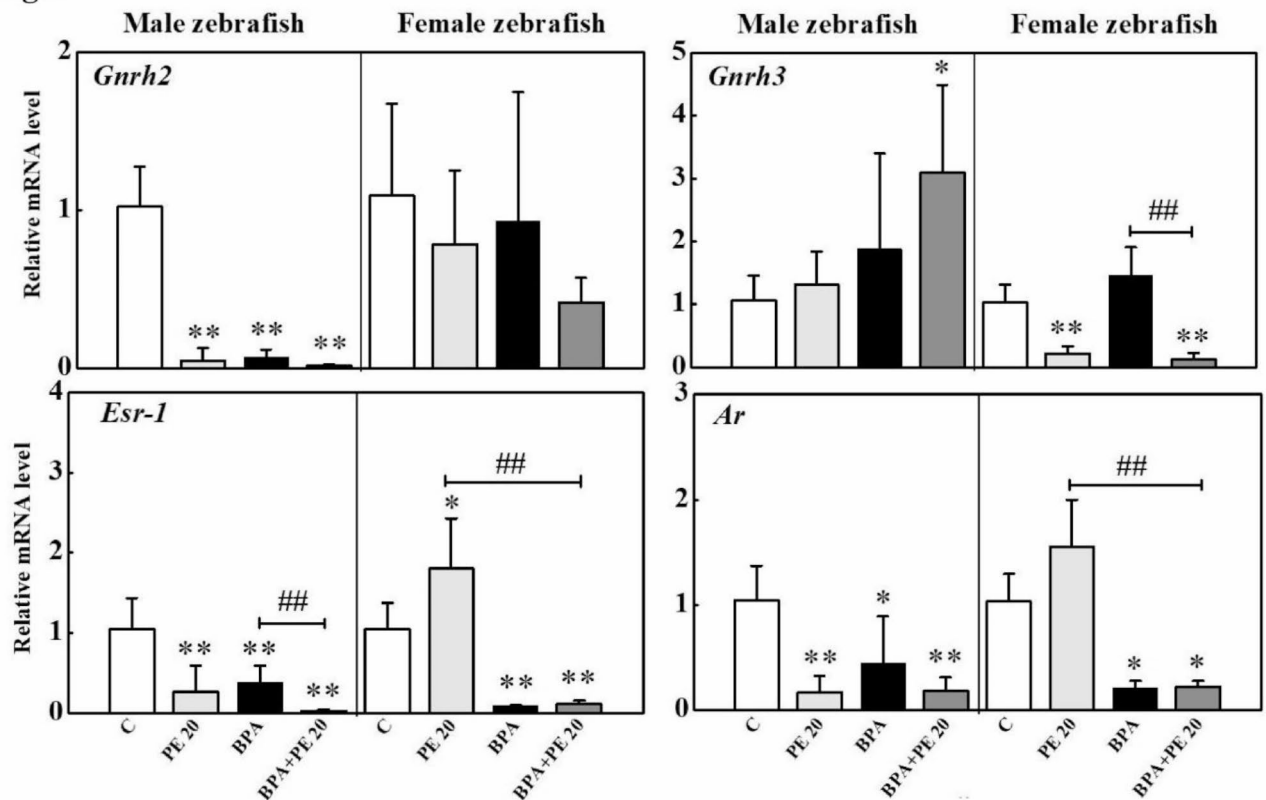 Male zebrafish Female zebrafish Male zebrafish Female zebrafish
2 Gnrh2
Relative mRNA level
1
** ** **
0
5 Gnrh3
*
4
3
##
2
1
** **
0
4 Esr-1
Relative mRNA level
3
##
*
2
##
1
** ** **
** **
0
C PE 20 BPA BPA+PE 20 C PE 20 BPA BPA+PE 20
3 Ar
##
2
*
1
** **
* *
0
C PE 20 BPA BPA+PE 20 C PE 20 BPA BPA+PE 20